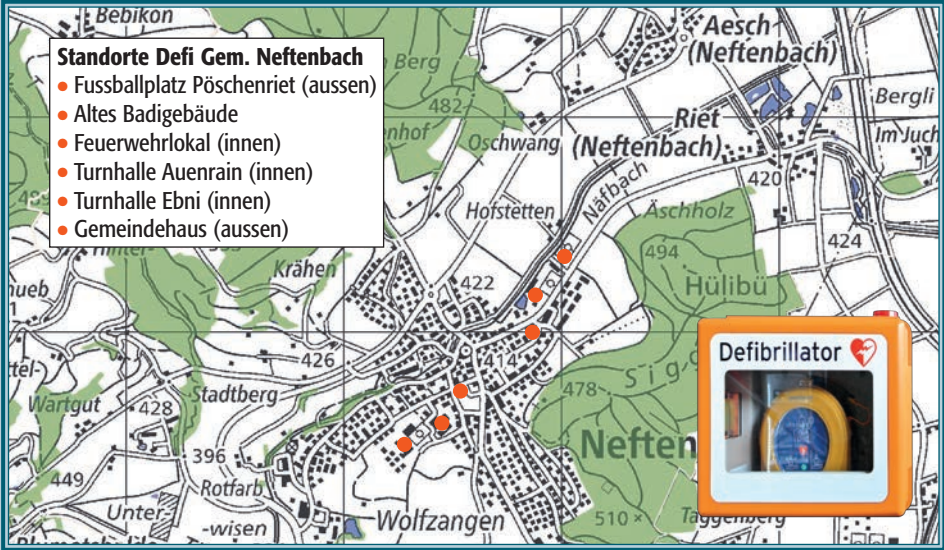 Standorte Defi Gem. Neftenbach
• Fussballplatz Pöschenriet (aussen)
• Altes Badigebäude
• Feuerwehrlokal (innen)
• Turnhalle Auenrain (innen)
• Turnhalle Ebni (innen)
• Gemeindehaus (aussen)
Bebikon
Aesch
(Neftenbach)
Berg
482
Bergli
Riet
(Neftenbach)
Im Juch
Oschwang
420
Näfbach
Hofstetten
Äschholz
424
494
Krähen
422
Hülibü
426
414
Defibrillator
Stadtberg
478
Wartgut
428
Neften
396
449
Rotfarb
Unter-
-wisen
Wolfzangen
510
Taggenberg